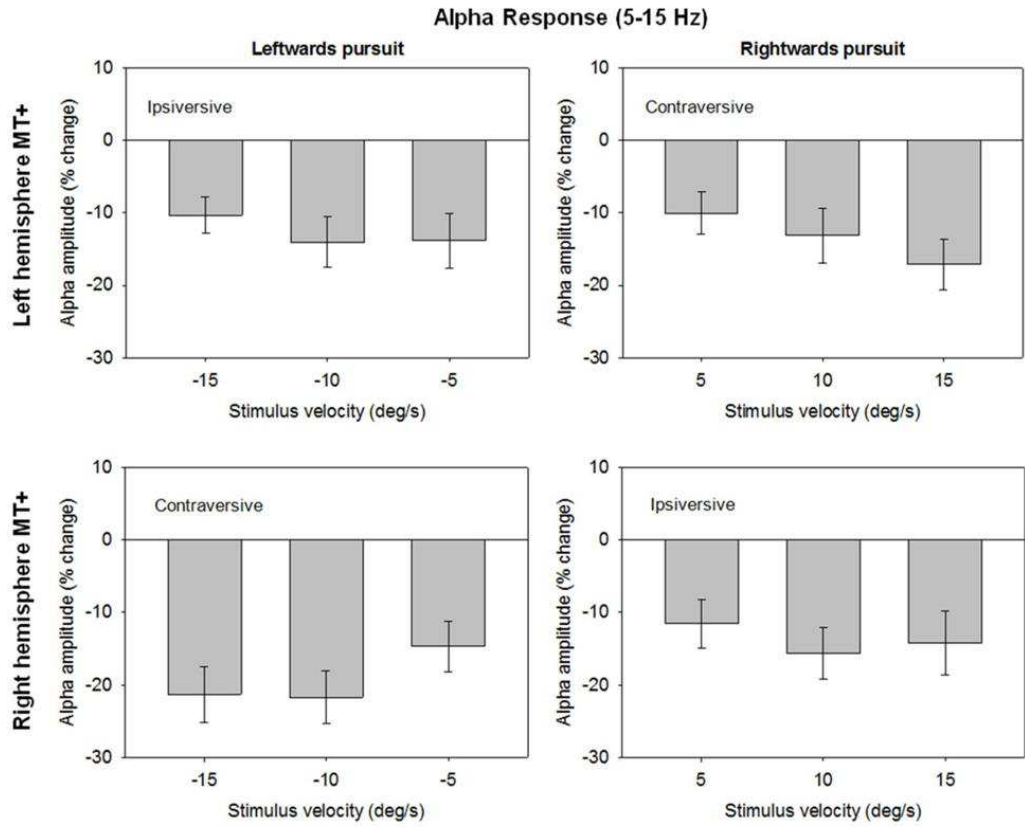 Alpha Response (5-15 Hz)
Leftwards pursuit
Rightwards pursuit
Left hemisphere MT+
Alpha amplitude (% change)
10
0
-10
-20
-30
Ipsiversive
-15 -10 -5
Stimulus velocity (deg/s)
Alpha amplitude (% change)
10
0
-10
-20
-30
Contraversive
5 10 15
Stimulus velocity (deg/s)
Right hemisphere MT+
Alpha amplitude (% change)
10
0
-10
-20
-30
Contraversive
-15 -10 -5
Stimulus velocity (deg/s)
Alpha amplitude (% change)
10
0
-10
-20
-30
Ipsiversive
5 10 15
Stimulus velocity (deg/s)